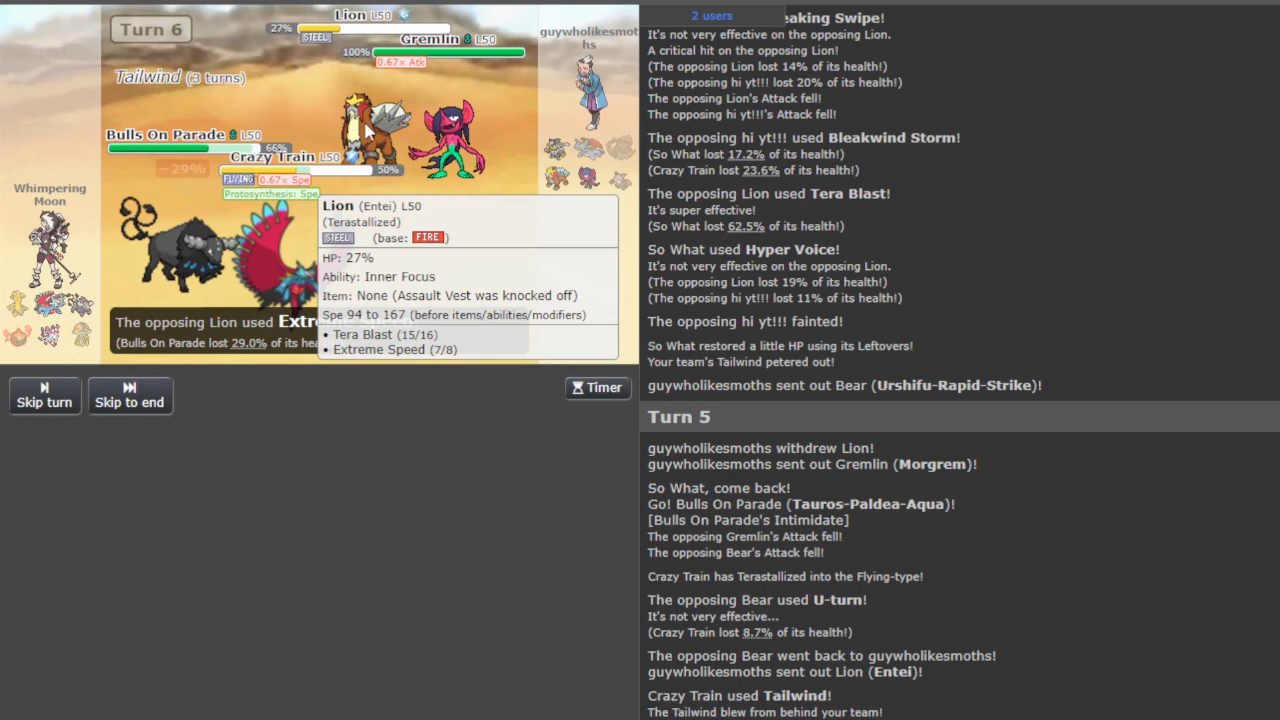 Turn 6
Lion L50
27%
STEEL
Gremlin L50
100%
0.67× Atk
guywholikesmot
hs
Tailwind (3 turns)
Bulls On Parade L50
66%
-29%
Crazy Train L50
50%
FLYING 0.67× Spe
Protosynthesis: Spe
Whimpering
Moon
The opposing Lion used Ext
(Bulls On Parade lost 29.0% of its hea
Lion (Entei) L50
(Terastallized)
STEEL (base: FIRE)
HP: 27%
Ability: Inner Focus
Item: None (Assault Vest was knocked off)
Spe 94 to 167 (before items/abilities/modifiers)
• Tera Blast (15/16)
• Extreme Speed (7/8)
Skip turn
Skip to end
Timer
2 users
eaking Swipe!
It's not very effective on the opposing Lion.
A critical hit on the opposing Lion!
(The opposing Lion lost 14% of its health!)
(The opposing hi yt!!! lost 20% of its health!)
The opposing Lion's Attack fell!
The opposing hi yt!!!'s Attack fell!
The opposing hi yt!!! used Bleakwind Storm!
(So What lost 17.2% of its health!)
(Crazy Train lost 23.6% of its health!)
The opposing Lion used Tera Blast!
It's super effective!
(So What lost 62.5% of its health!)
So What used Hyper Voice!
It's not very effective on the opposing Lion.
(The opposing Lion lost 19% of its health!)
(The opposing hi yt!!! lost 11% of its health!)
The opposing hi yt!!! fainted!
So What restored a little HP using its Leftovers!
Your team's Tailwind petered out!
guywholikesmoths sent out Bear (Urshifu-Rapid-Strike)!
Turn 5
guywholikesmoths withdrew Lion!
guywholikesmoths sent out Gremlin (Morgrem)!
So What, come back!
Go! Bulls On Parade (Tauros-Paldea-Aqua)!
[Bulls On Parade's Intimidate]
The opposing Gremlin's Attack fell!
The opposing Bear's Attack fell!
Crazy Train has Terastallized into the Flying-type!
The opposing Bear used U-turn!
It's not very effective...
(Crazy Train lost 8.7% of its health!)
The opposing Bear went back to guywholikesmoths!
guywholikesmoths sent out Lion (Entei)!
Crazy Train used Tailwind!
The Tailwind blew from behind your team!